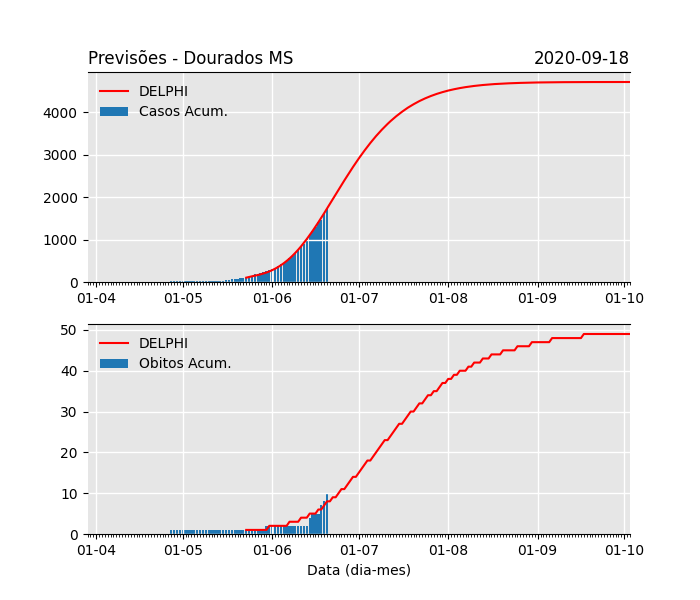 Previsões - Dourados MS 2020-09-18
DELPHI
Casos Acum.
4000
3000
2000
1000
0
01-04 01-05 01-06 01-07 01-08 01-09 01-10
DELPHI
Obitos Acum.
50
40
30
20
10
0
01-04 01-05 01-06 01-07 01-08 01-09 01-10
Data (dia-mes)